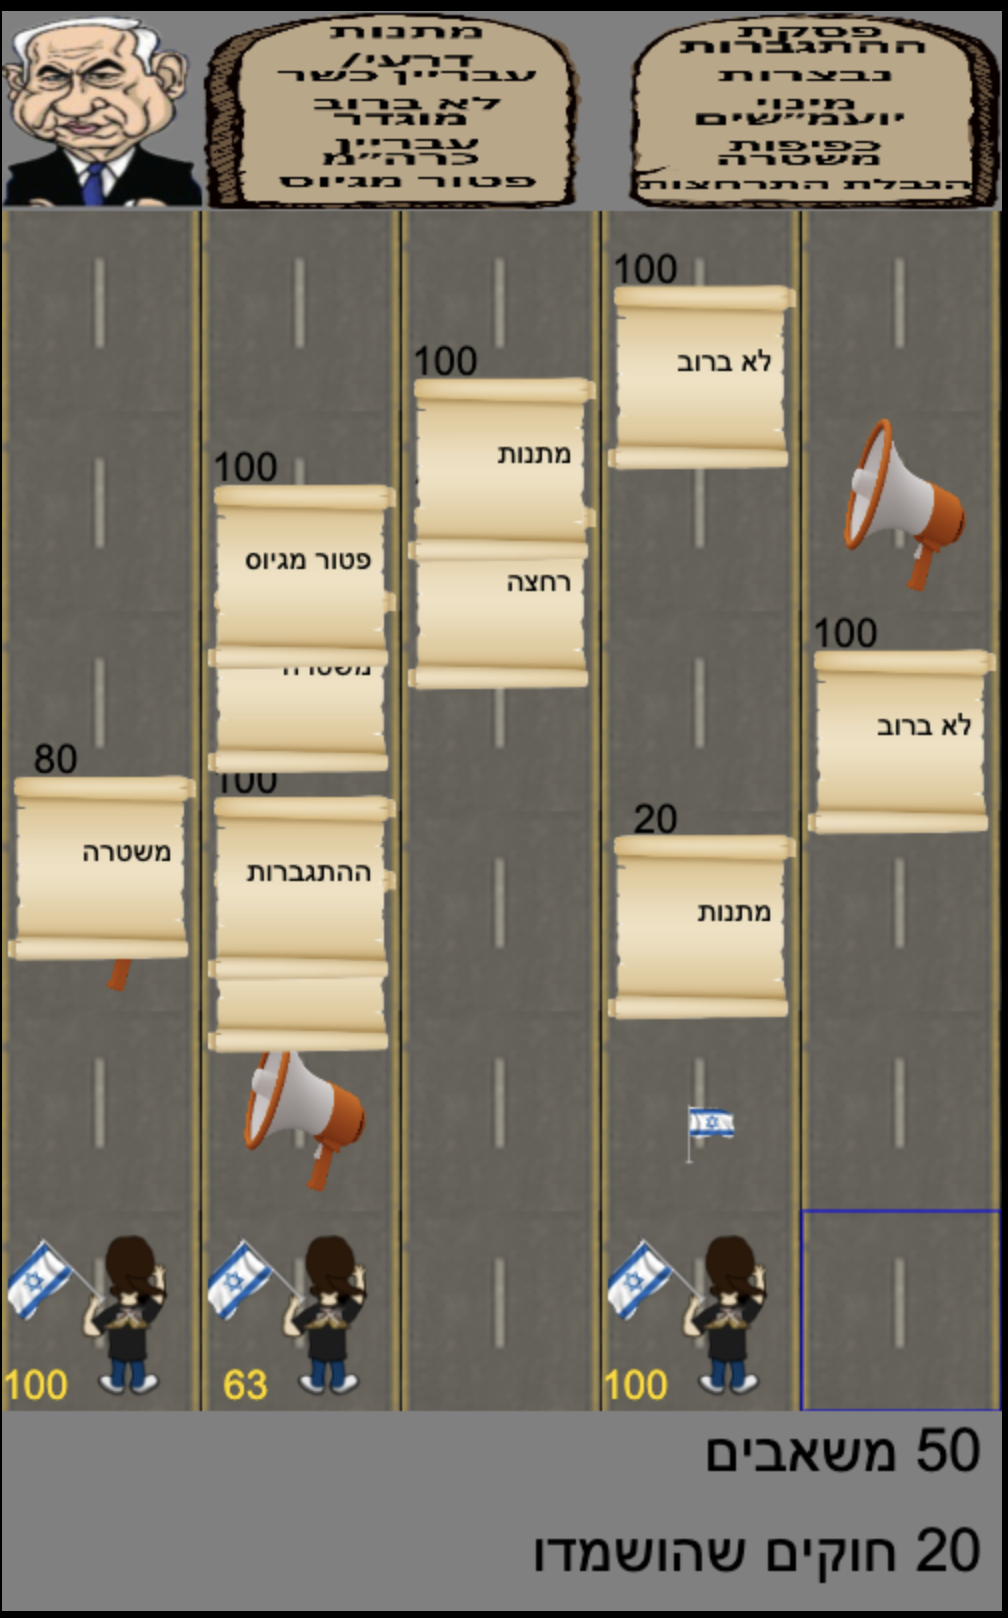 מתנות
דרעי/
עבריין כשר
לא ברוב
מוגדר
עבריין
כרה״מ
פטור מגיוס
פסקת
ההתגברות
נבצרות
מינוי
יועמ״שים
כפיפות
משטרה
הגבלת התרחצות
100
לא ברוב
100
מתנות
רחצה
100
פטור מגיוס
משטרה
100
לא ברוב
80
משטרה
100
ההתגברות
20
מתנות
100
63
100
50 משאבים
20 חוקים שהושמדו